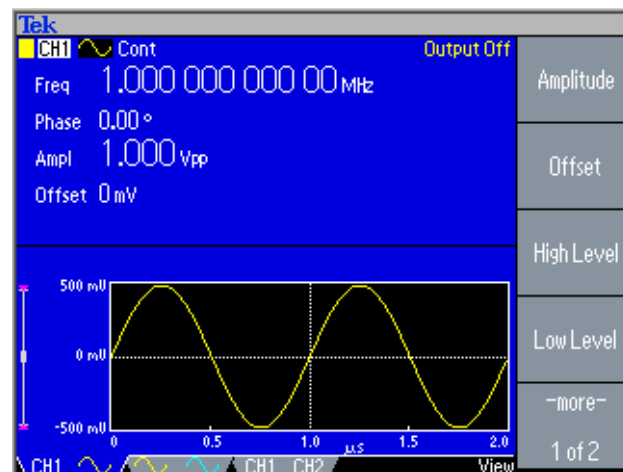 Tek
CH1 Cont Output Off
Freq 1.000 000 000 00 MHz
Phase 0.00 °
Ampl 1.000 Vpp
Offset 0 mV
Amplitude
Offset
High Level
Low Level
-more-
1 of 2
500 mV
0 mV
-500 mV
0 0.5 1.0 µs 1.5 2.0
CH1 CH1 CH2 View